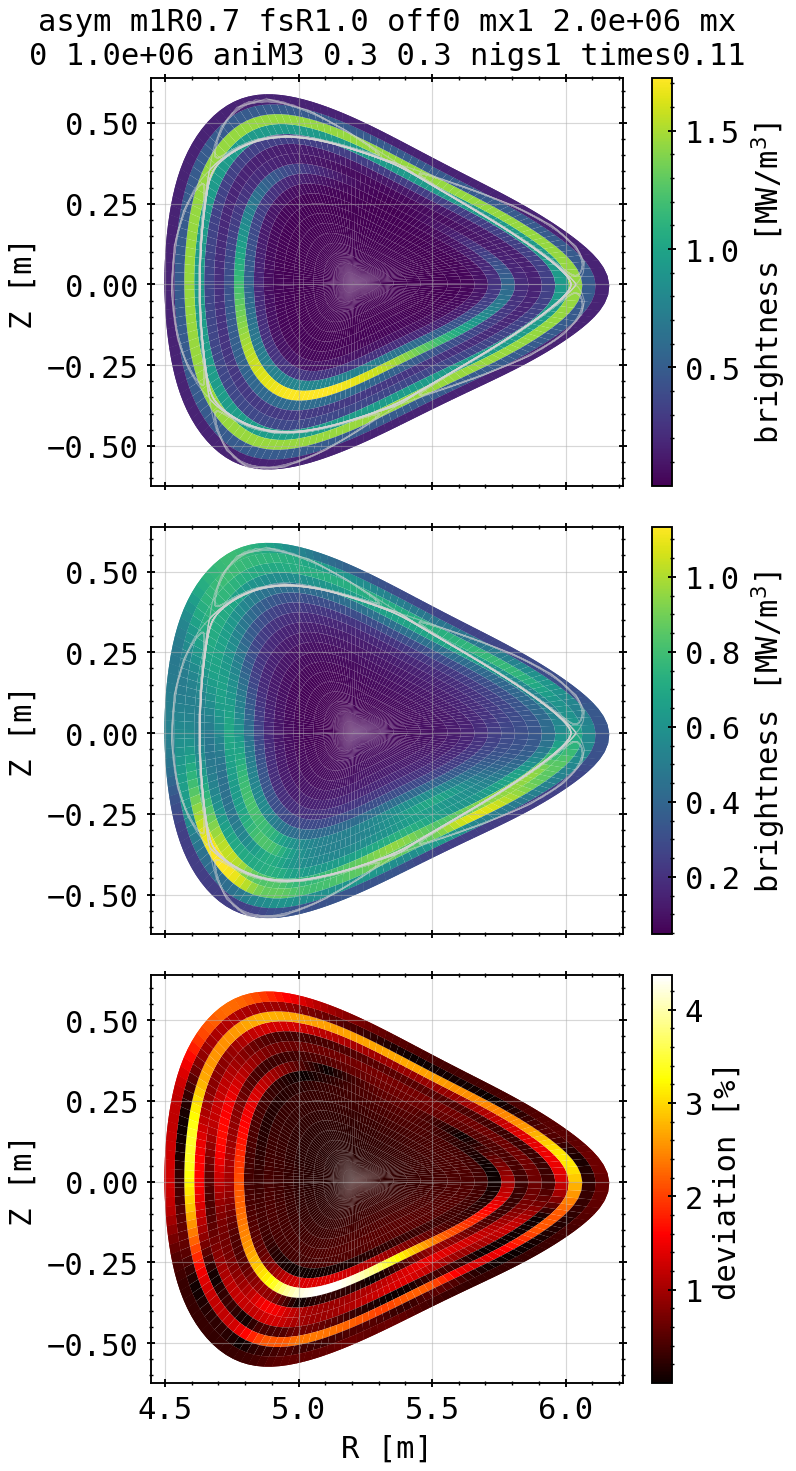 asym m1R0.7 fsR1.0 off0 mx1 2.0e+06 mx
0 1.0e+06 aniM3 0.3 0.3 nigs1 times0.11
0.50
0.25
0.00
−0.25
−0.50
Z [m]
1.5
1.0
0.5
brightness [MW/m³]
0.50
0.25
0.00
−0.25
−0.50
Z [m]
1.0
0.8
0.6
0.4
0.2
brightness [MW/m³]
0.50
0.25
0.00
−0.25
−0.50
Z [m]
4
3
2
1
deviation [%]
4.5 5.0 5.5 6.0
R [m]